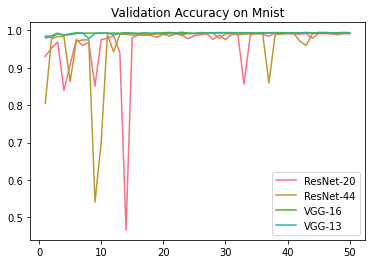 Validation Accuracy on Mnist
1.0
0.9
0.8
0.7
0.6
0.5
0 10 20 30 40 50
ResNet-20
ResNet-44
VGG-16
VGG-13